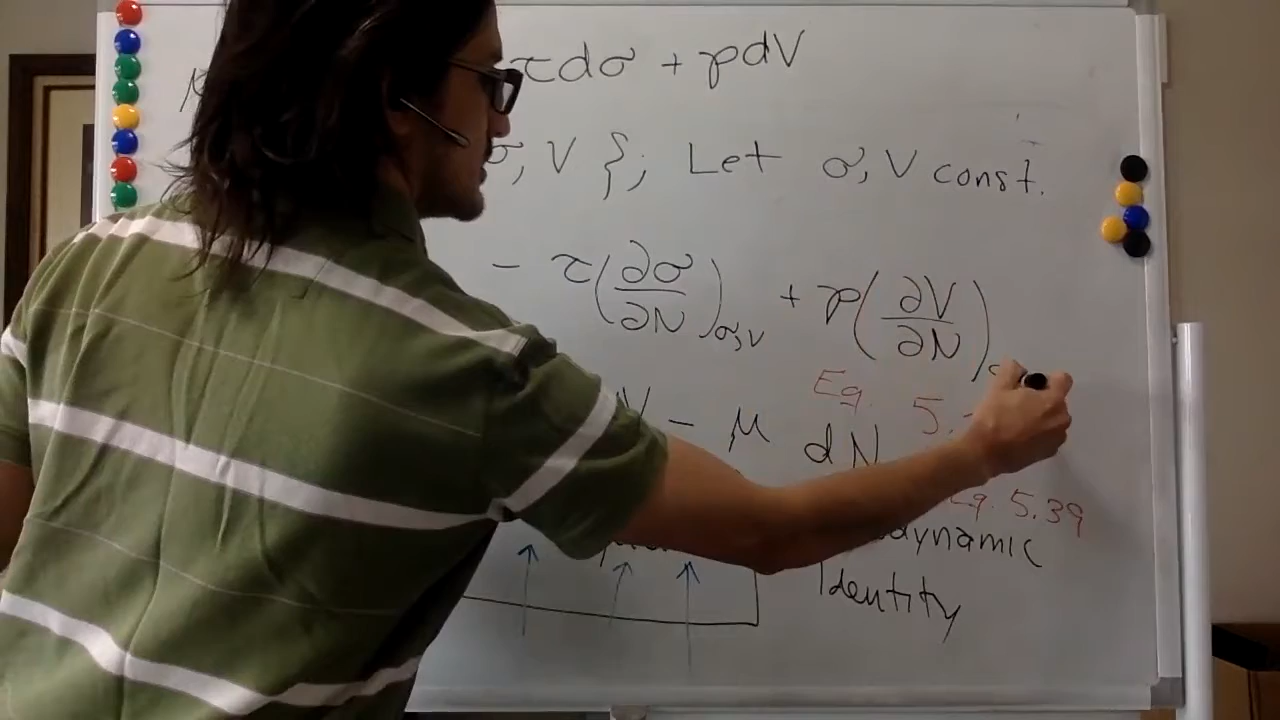 τdσ + pdV
σ, V }; Let σ, V const.
- τ(∂σ/∂N)σ,V + p(∂V/∂N)
Eq. 5.
V - μ dN
Eq. 5.39
dynamic
Identity